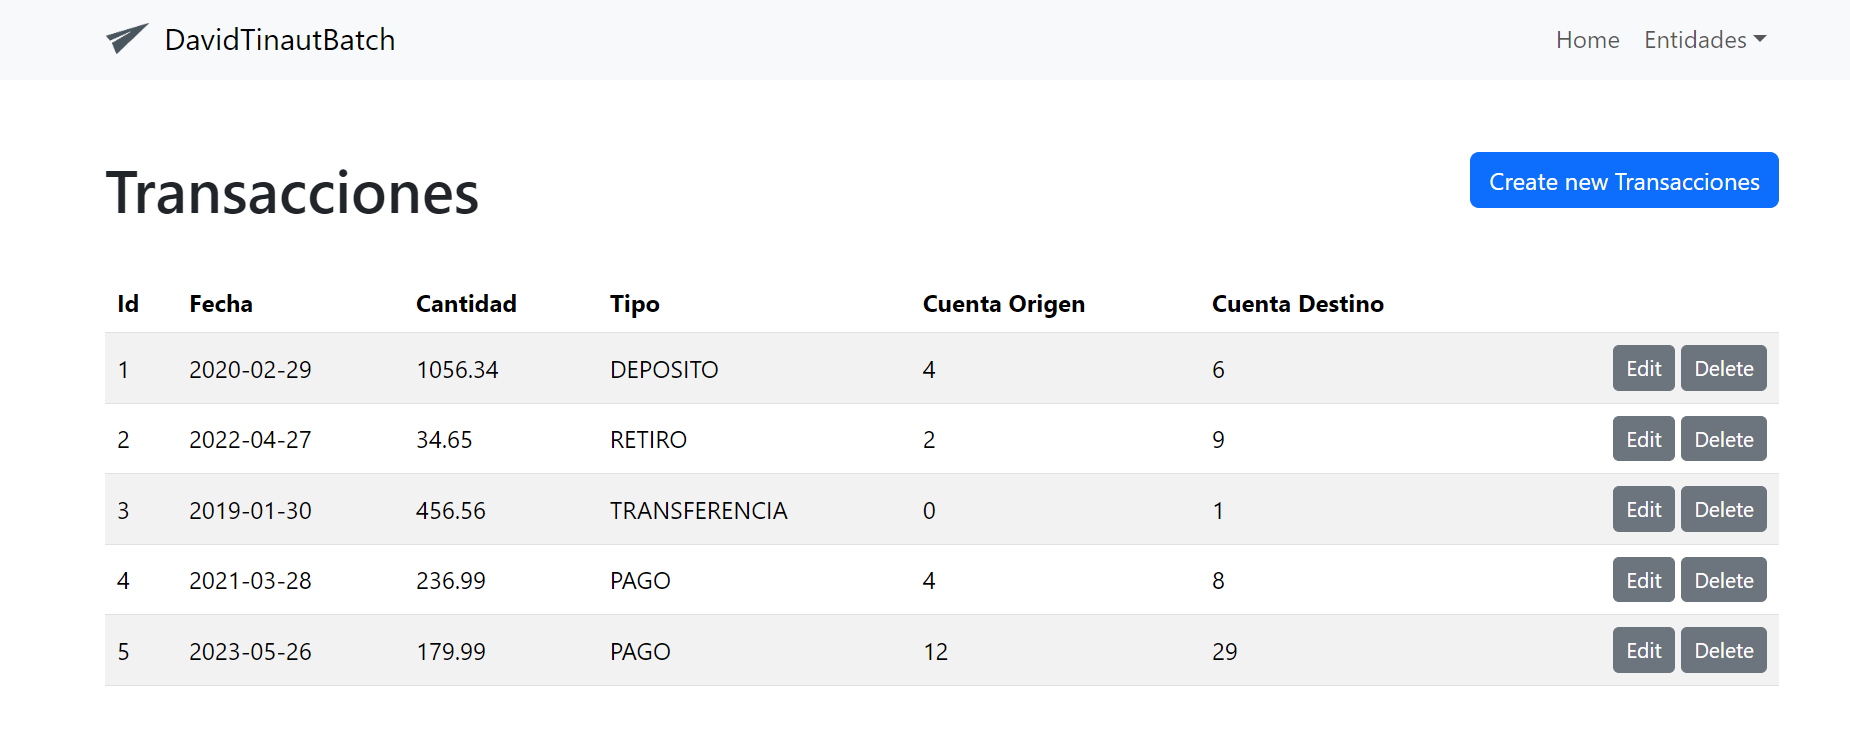 DavidTinautBatch Home Entidades
Transacciones Create new Transacciones
Id Fecha Cantidad Tipo Cuenta Origen Cuenta Destino
1 2020-02-29 1056.34 DEPOSITO 4 6 Edit Delete
2 2022-04-27 34.65 RETIRO 2 9 Edit Delete
3 2019-01-30 456.56 TRANSFERENCIA 0 1 Edit Delete
4 2021-03-28 236.99 PAGO 4 8 Edit Delete
5 2023-05-26 179.99 PAGO 12 29 Edit Delete